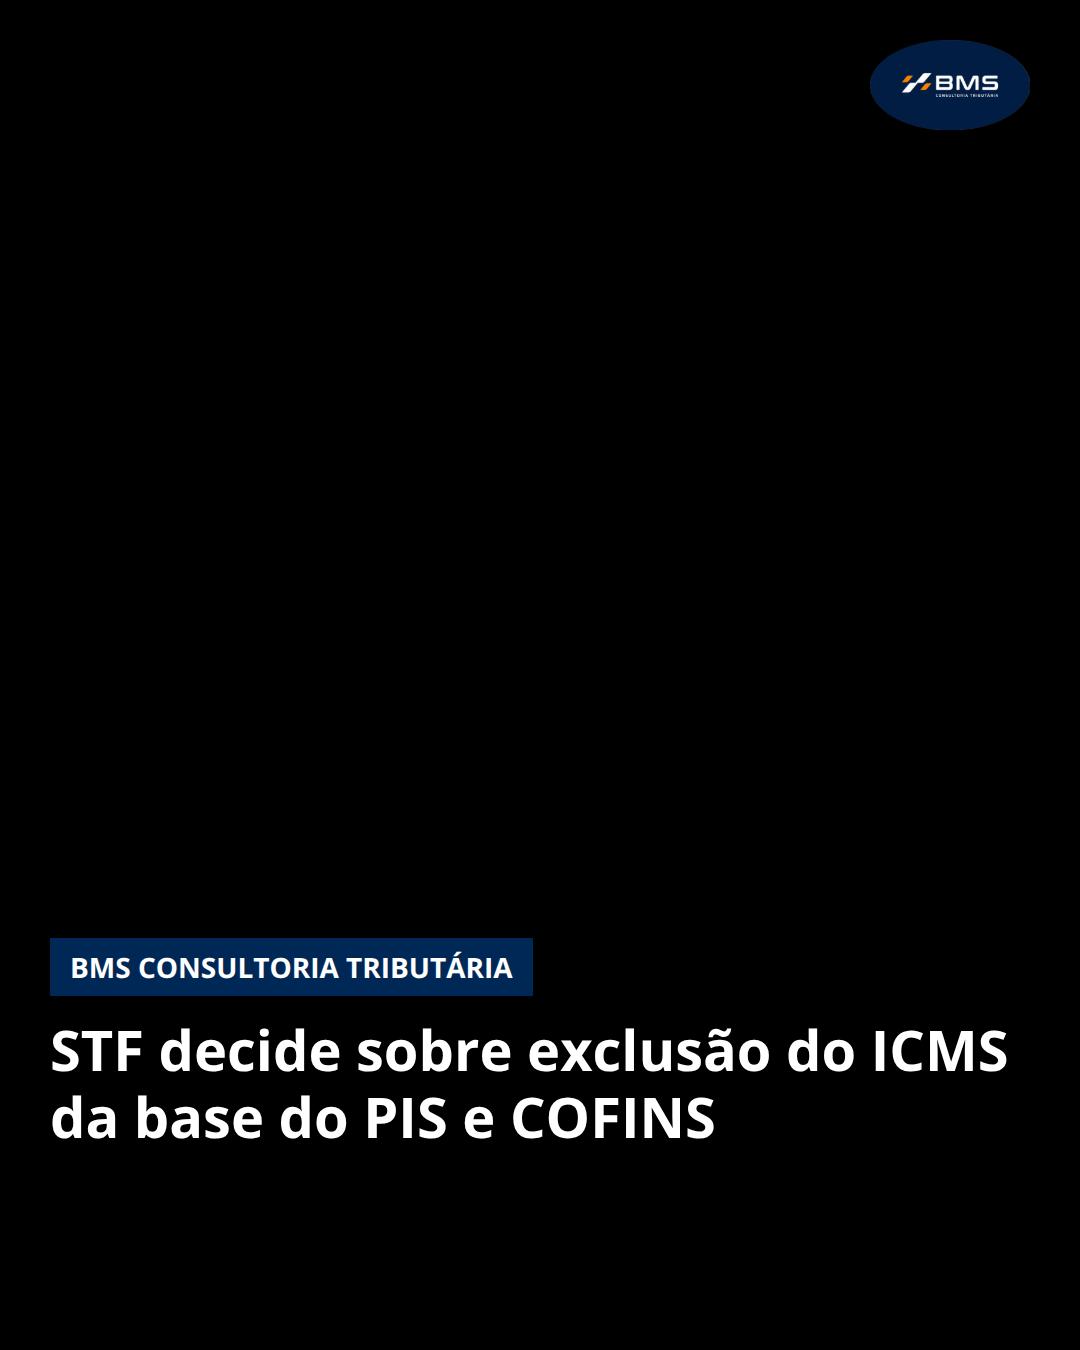 BMS
CONSULTORIA TRIBUTÁRIA
BMS CONSULTORIA TRIBUTÁRIA
STF decide sobre exclusão do ICMS
da base do PIS e COFINS